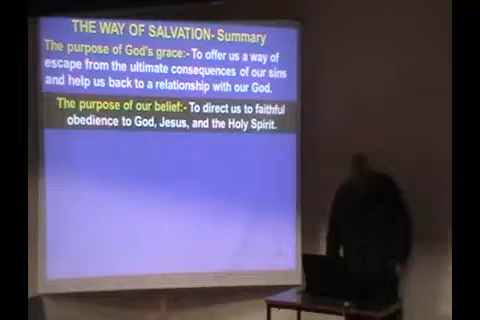 THE WAY OF SALVATION- Summary
The purpose of God's grace:- To offer us a way of
escape from the ultimate consequences of our sins
and help us back to a relationship with our God.
The purpose of our belief:- To direct us to faithful
obedience to God, Jesus, and the Holy Spirit.